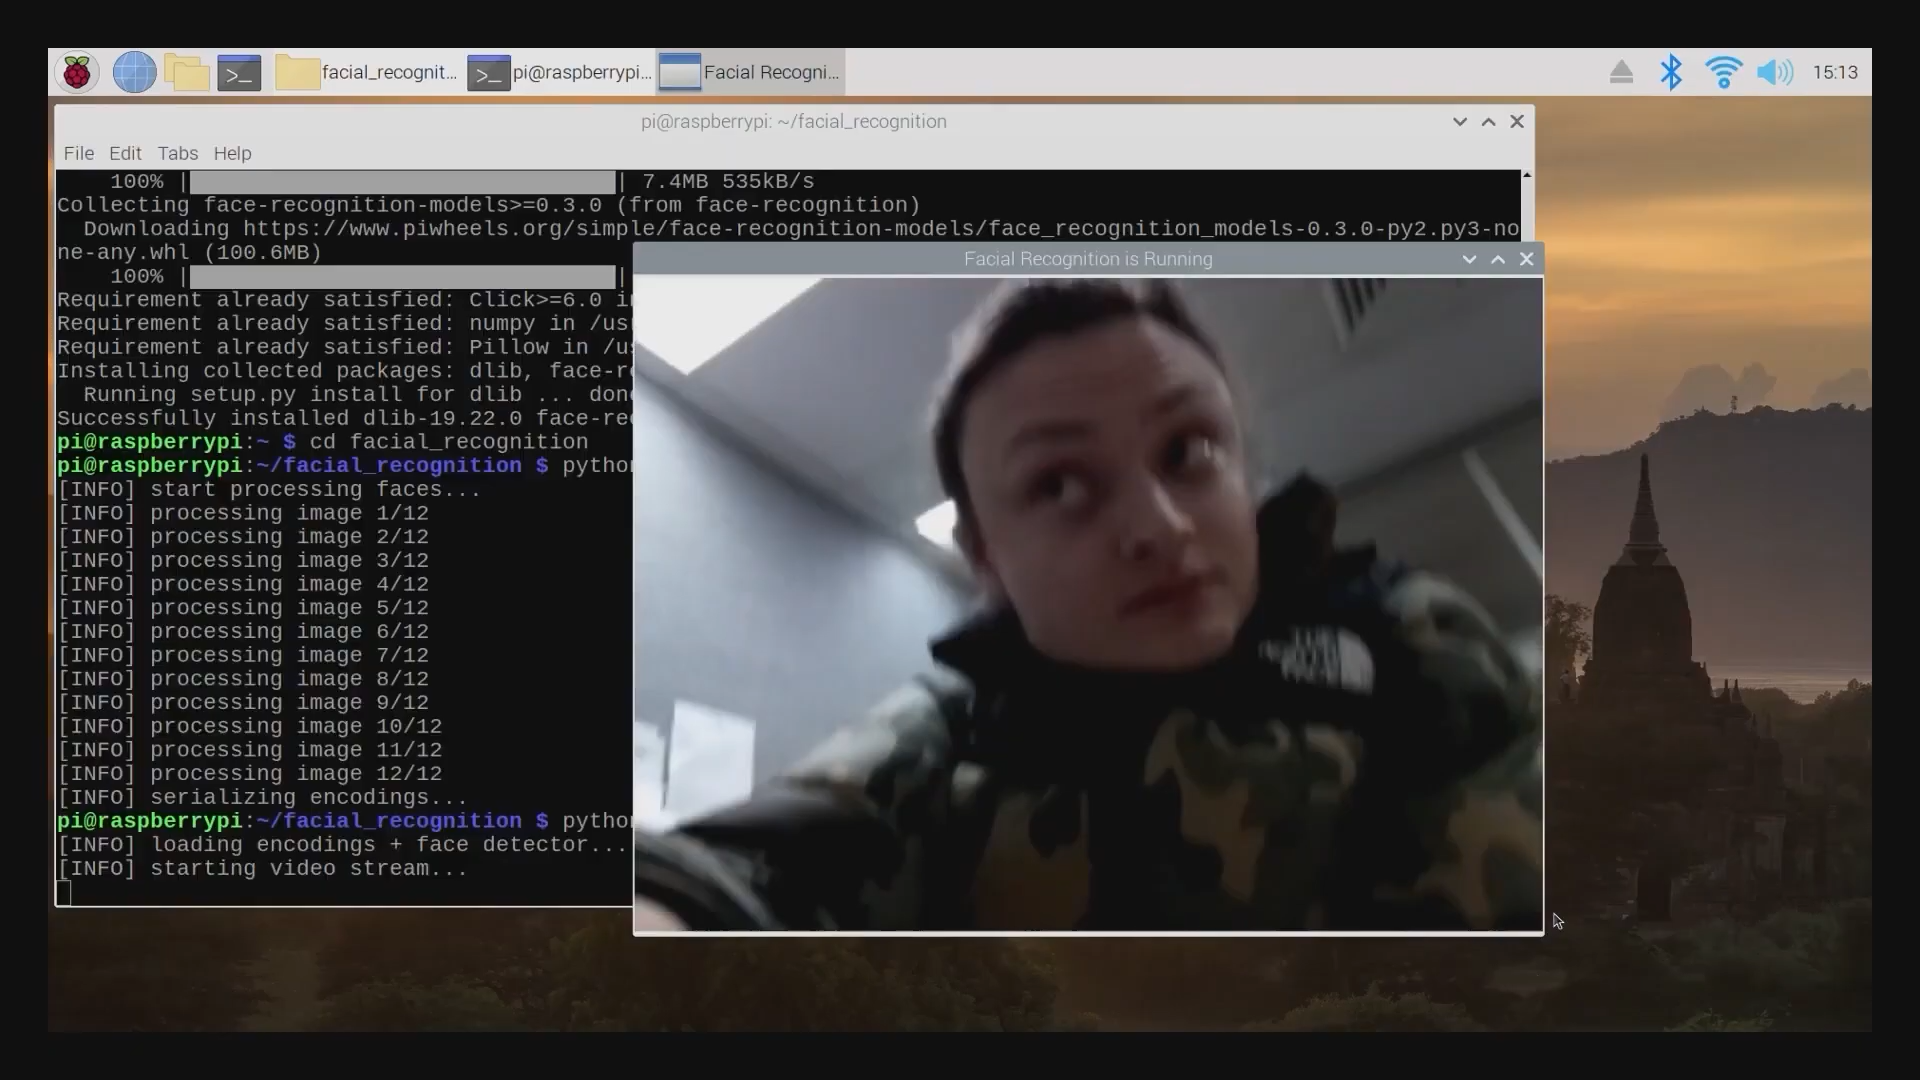 facial_recognit...
pi@raspberrypi...
Facial Recogni...
15:13
pi@raspberrypi: ~/facial_recognition
File Edit Tabs Help
100% | | 7.4MB 535kB/s
Collecting face-recognition-models>=0.3.0 (from face-recognition)
Downloading https://www.piwheels.org/simple/face-recognition-models/face_recognition_models-0.3.0-py2.py3-no
ne-any.whl (100.6MB)
100% | |
Requirement already satisfied: Click>=6.0 i
Requirement already satisfied: numpy in /us
Requirement already satisfied: Pillow in /u
Installing collected packages: dlib, face-r
Running setup.py install for dlib ... don
Successfully installed dlib-19.22.0 face-re
pi@raspberrypi:~ $ cd facial_recognition
pi@raspberrypi:~/facial_recognition $ pytho
[INFO] start processing faces...
[INFO] processing image 1/12
[INFO] processing image 2/12
[INFO] processing image 3/12
[INFO] processing image 4/12
[INFO] processing image 5/12
[INFO] processing image 6/12
[INFO] processing image 7/12
[INFO] processing image 8/12
[INFO] processing image 9/12
[INFO] processing image 10/12
[INFO] processing image 11/12
[INFO] processing image 12/12
[INFO] serializing encodings...
pi@raspberrypi:~/facial_recognition $ pytho
[INFO] loading encodings + face detector...
[INFO] starting video stream...
Facial Recognition is Running